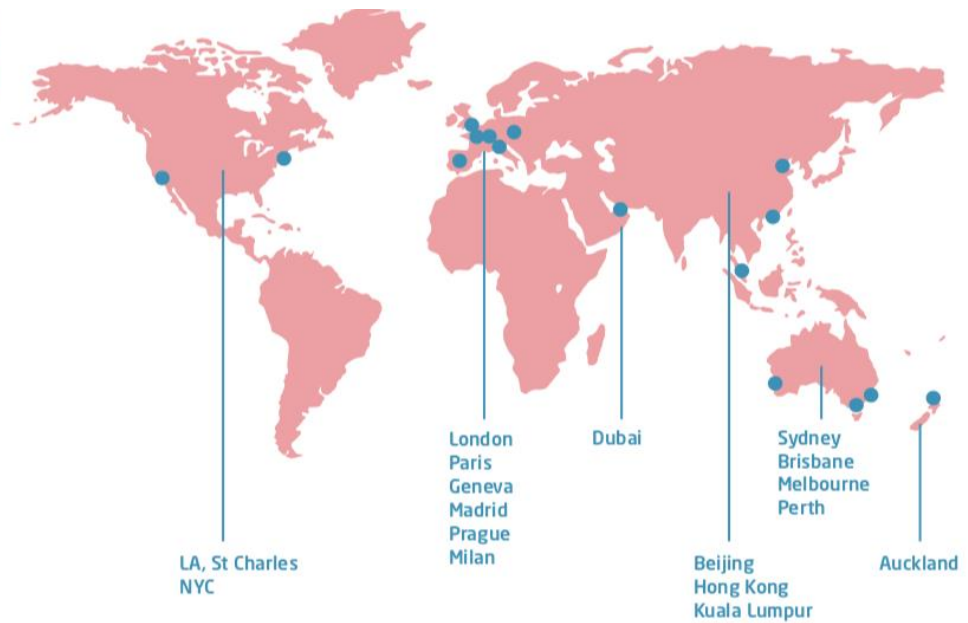 London
Paris
Geneva
Madrid
Prague
Milan
Dubai
Sydney
Brisbane
Melbourne
Perth
LA, St Charles
NYC
Beijing
Hong Kong
Kuala Lumpur
Auckland